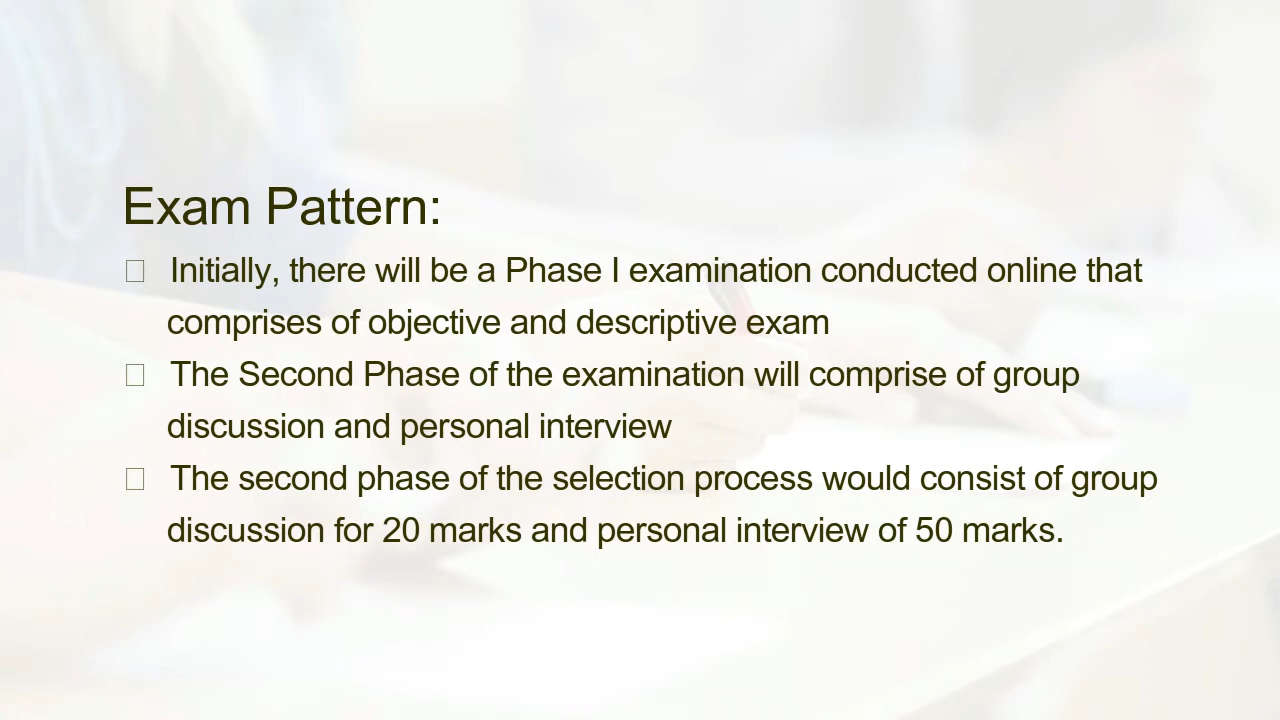 Exam Pattern:
Initially, there will be a Phase I examination conducted online that
comprises of objective and descriptive exam
The Second Phase of the examination will comprise of group
discussion and personal interview
The second phase of the selection process would consist of group
discussion for 20 marks and personal interview of 50 marks.